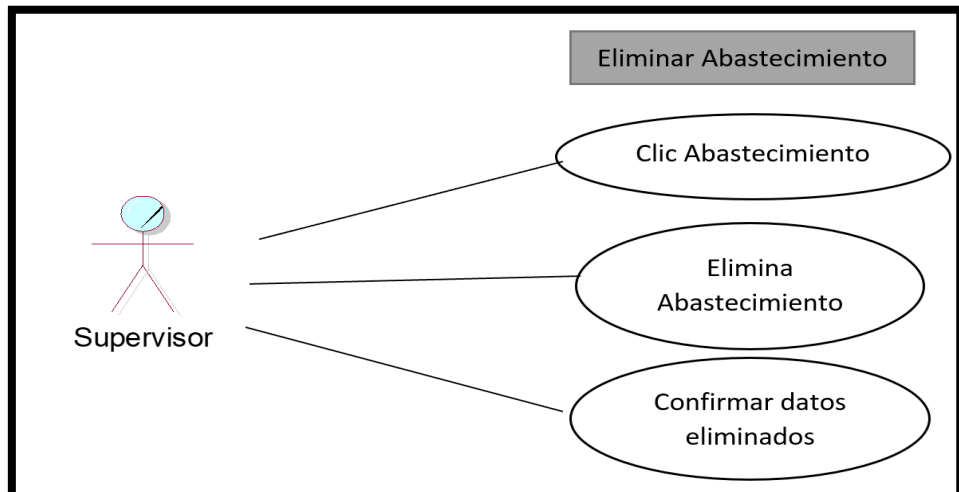 Eliminar Abastecimiento
Clic Abastecimiento
Elimina
Abastecimiento
Supervisor
Confirmar datos
eliminados